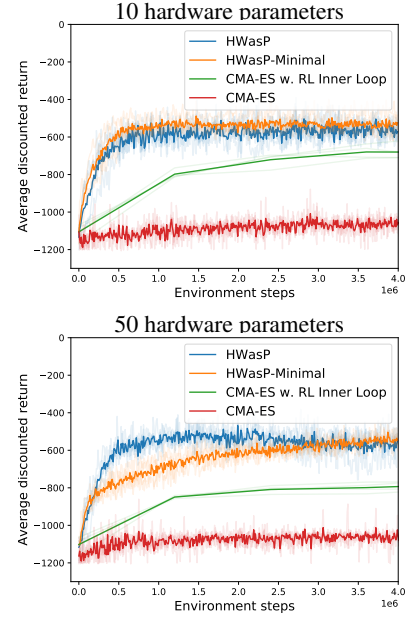 10 hardware parameters
0
−200
−400
−600
−800
−1000
−1200
Average discounted return
HWasP
HWasP-Minimal
CMA-ES w. RL Inner Loop
CMA-ES
0.0 0.5 1.0 1.5 2.0 2.5 3.0 3.5 4.0
1e6
Environment steps
50 hardware parameters
0
−200
−400
−600
−800
−1000
−1200
Average discounted return
HWasP
HWasP-Minimal
CMA-ES w. RL Inner Loop
CMA-ES
0.0 0.5 1.0 1.5 2.0 2.5 3.0 3.5 4.0
1e6
Environment steps